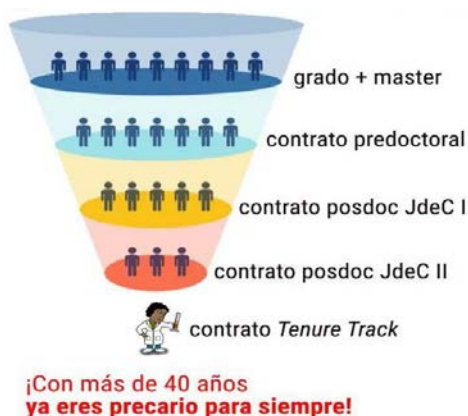 grado + master
contrato predoctoral
contrato posdoc JdeC I
contrato posdoc JdeC II
contrato Tenure Track
¡Con más de 40 años
ya eres precario para siempre!